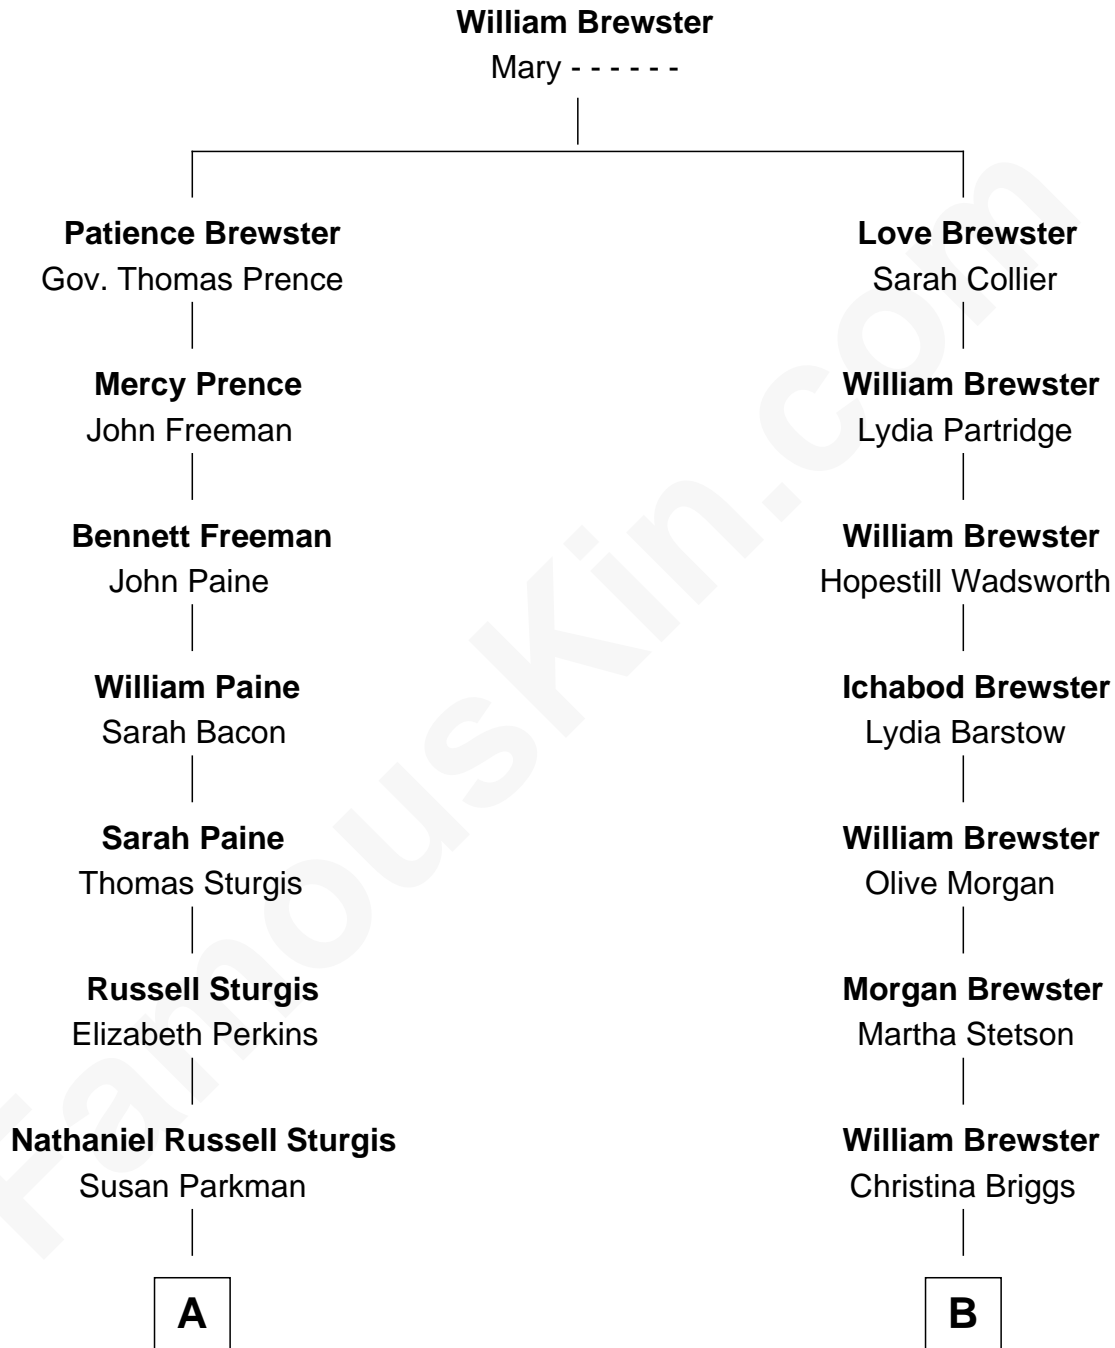 William Brewster
Mary - - - - - -
Patience Brewster
Gov. Thomas Prence
Love Brewster
Sarah Collier
Mercy Prence
John Freeman
William Brewster
Lydia Partridge
Bennett Freeman
John Paine
William Brewster
Hopestill Wadsworth
William Paine
Sarah Bacon
Ichabod Brewster
Lydia Barstow
Sarah Paine
Thomas Sturgis
William Brewster
Olive Morgan
Russell Sturgis
Elizabeth Perkins
Morgan Brewster
Martha Stetson
Nathaniel Russell Sturgis
Susan Parkman
William Brewster
Christina Briggs
A
B
FamousKin.com